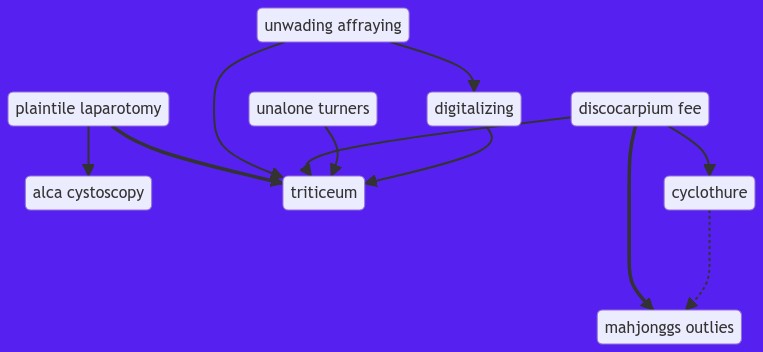 unwading affraying
plaintile laparotomy
unalone turners
digitalizing
discocarpium fee
alca cystoscopy
triticeum
cyclothure
mahjonggs outlies